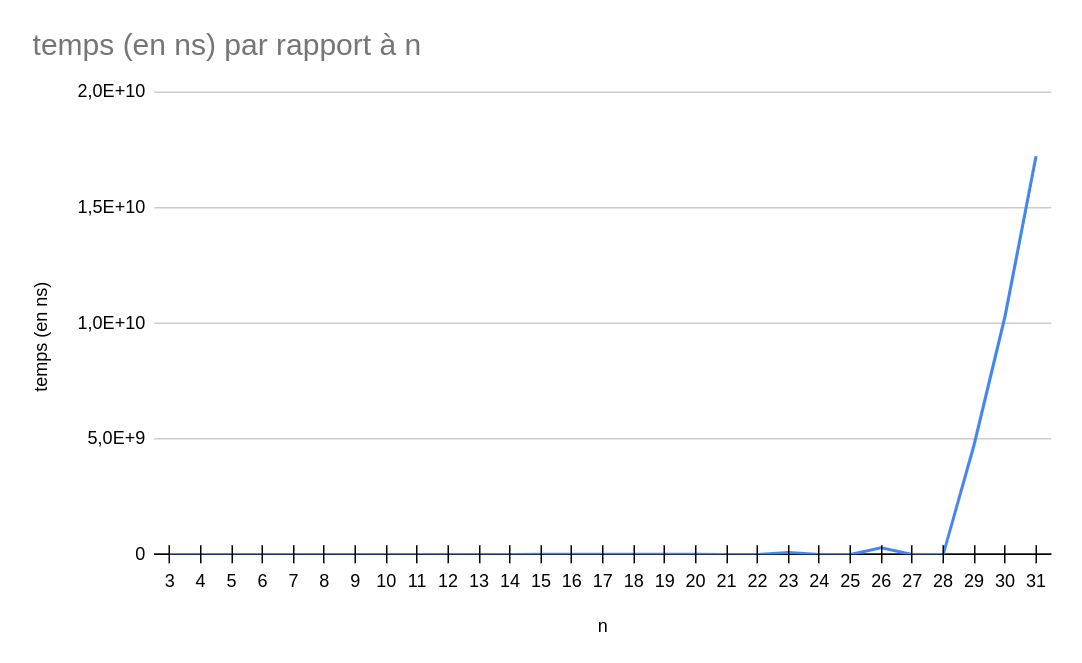 temps (en ns) par rapport à n
2,0E+10
1,5E+10
1,0E+10
5,0E+9
0
temps (en ns)
3 4 5 6 7 8 9 10 11 12 13 14 15 16 17 18 19 20 21 22 23 24 25 26 27 28 29 30 31
n